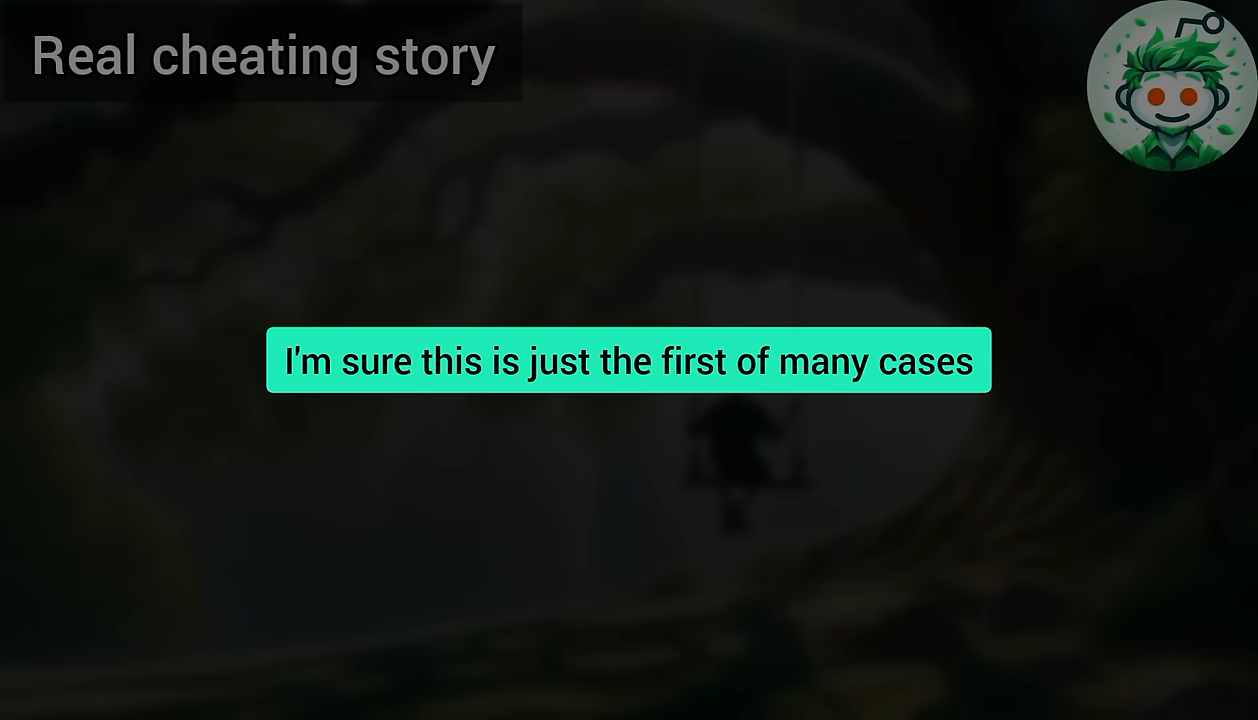 Real cheating story
I'm sure this is just the first of many cases